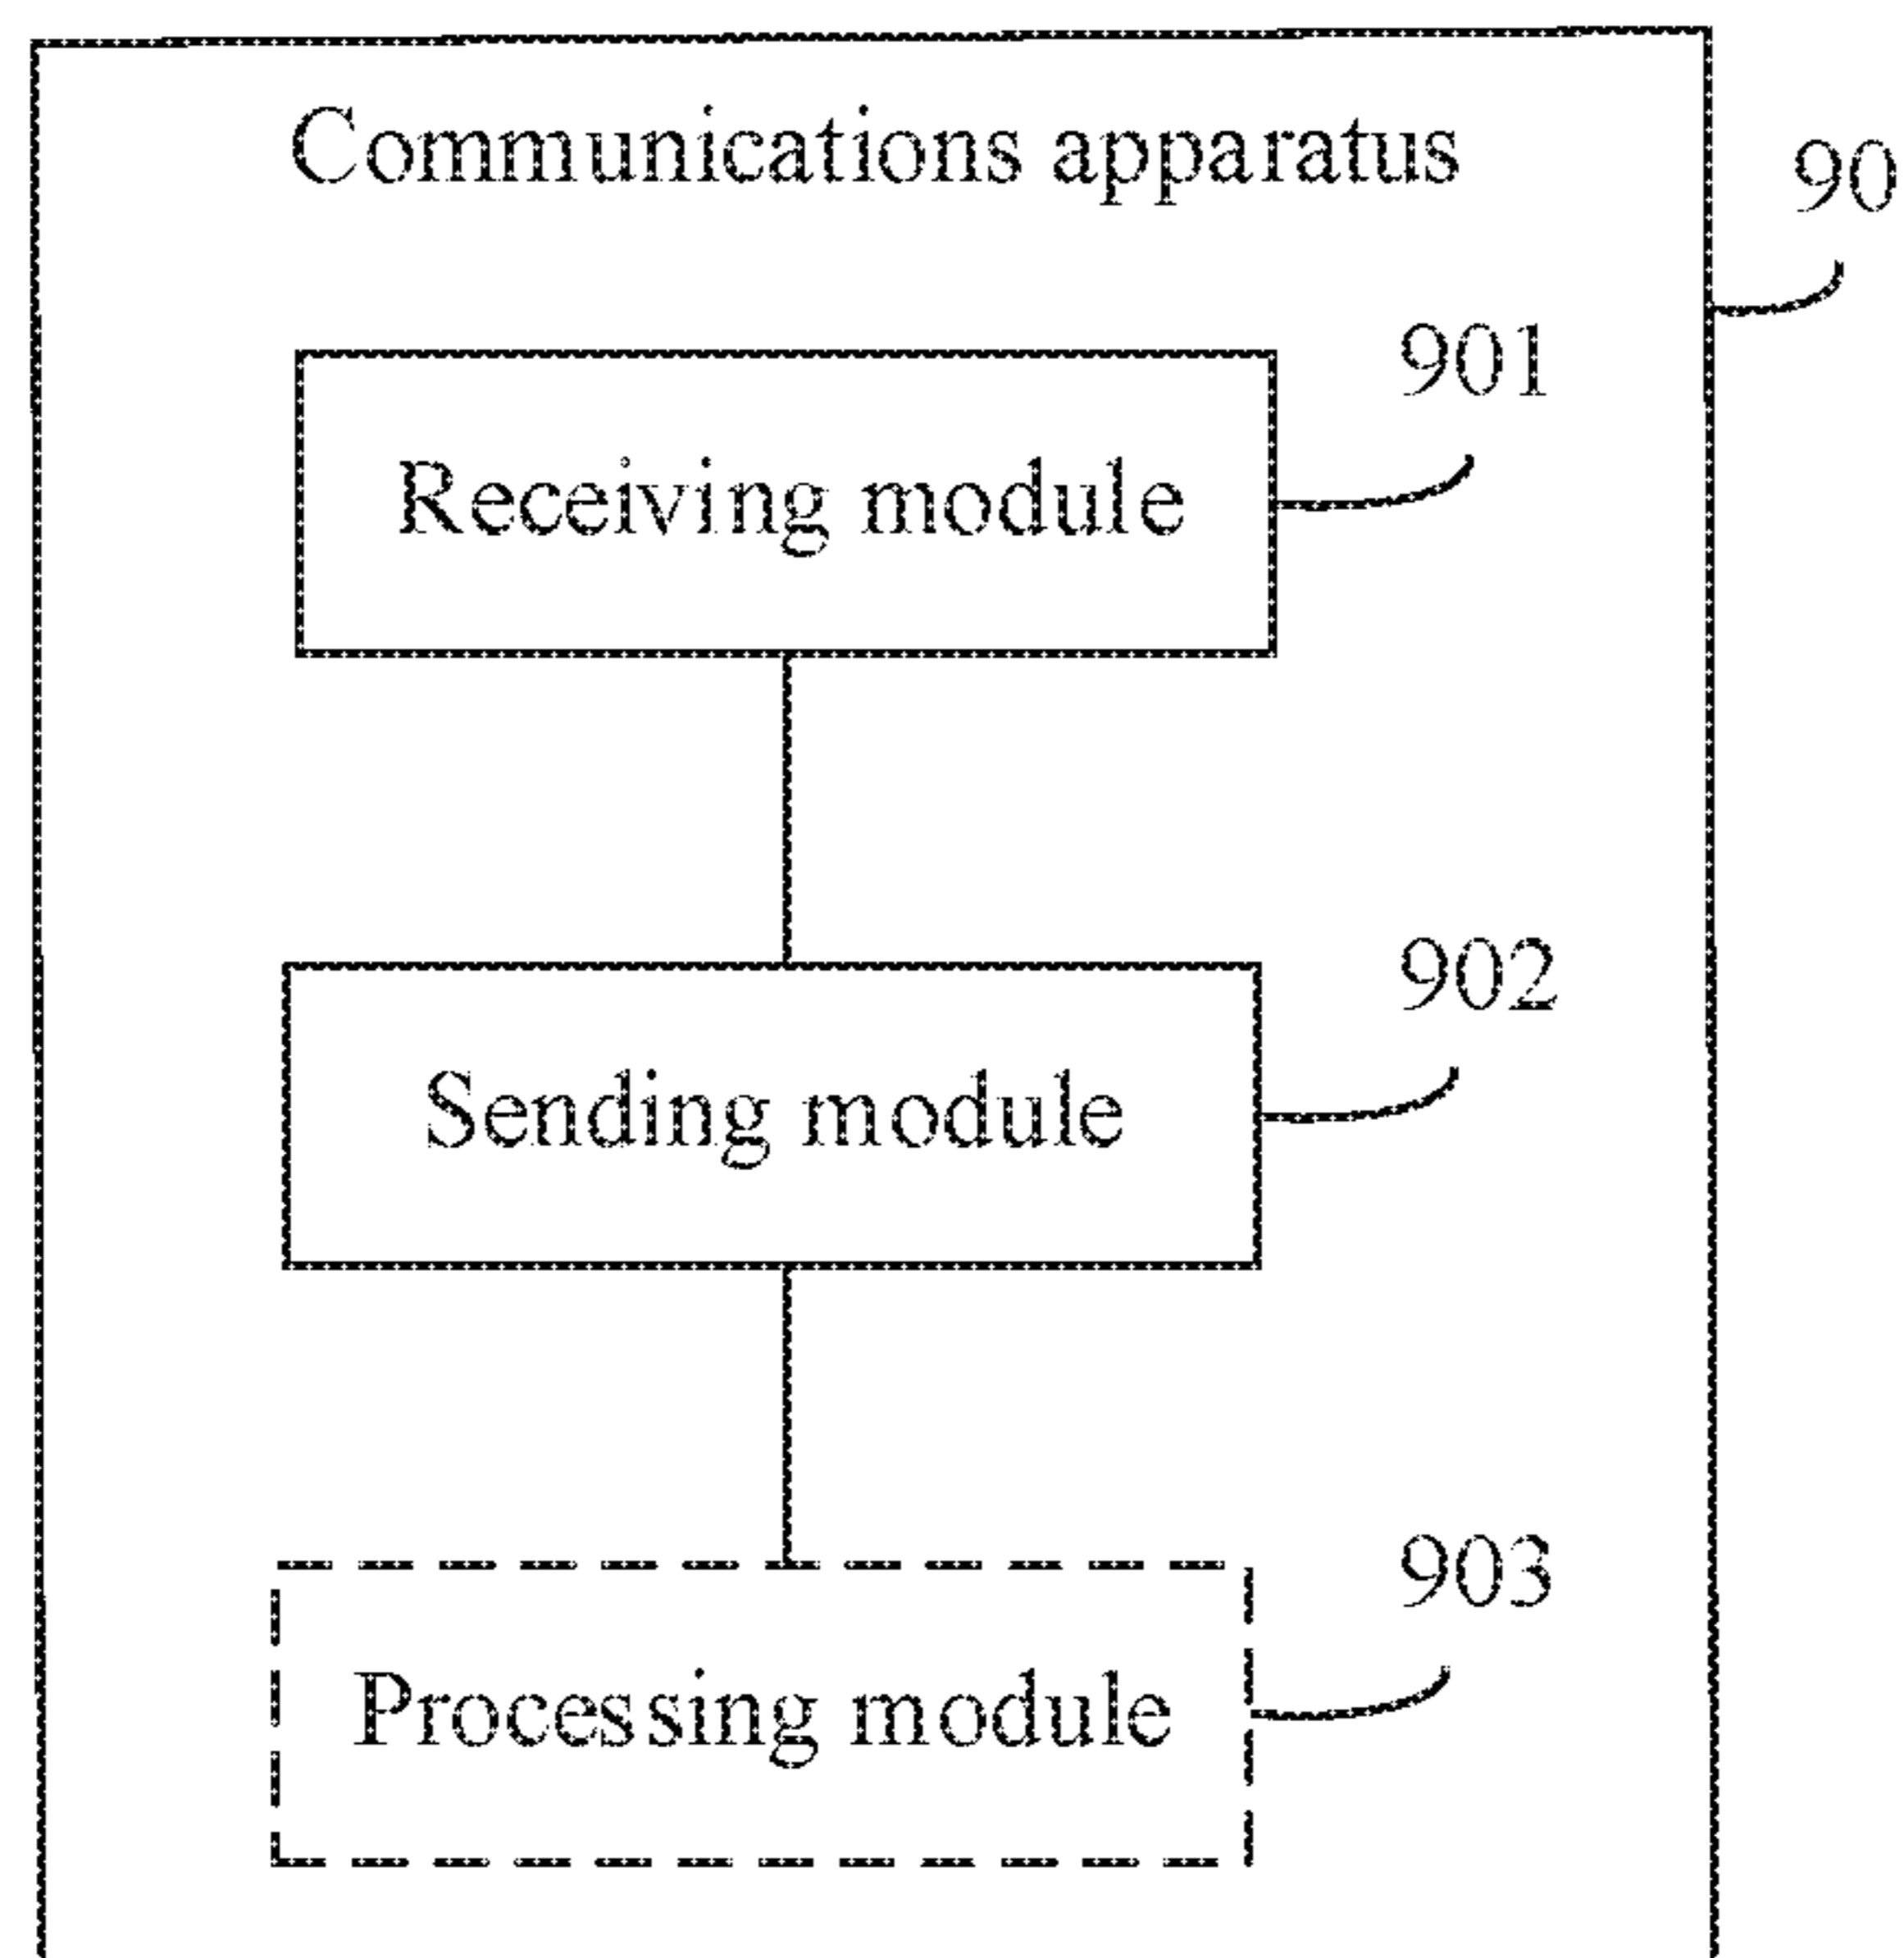 Communications apparatus
90
901
Receiving module
902
Sending module
903
Processing module